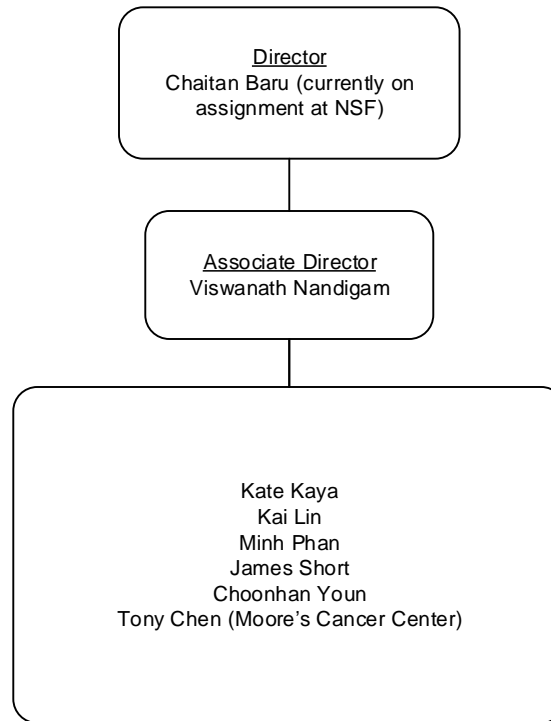 Director
Chaitan Baru (currently on
assignment at NSF)
Associate Director
Viswanath Nandigam
Kate Kaya
Kai Lin
Minh Phan
James Short
Choonhan Youn
Tony Chen (Moore's Cancer Center)